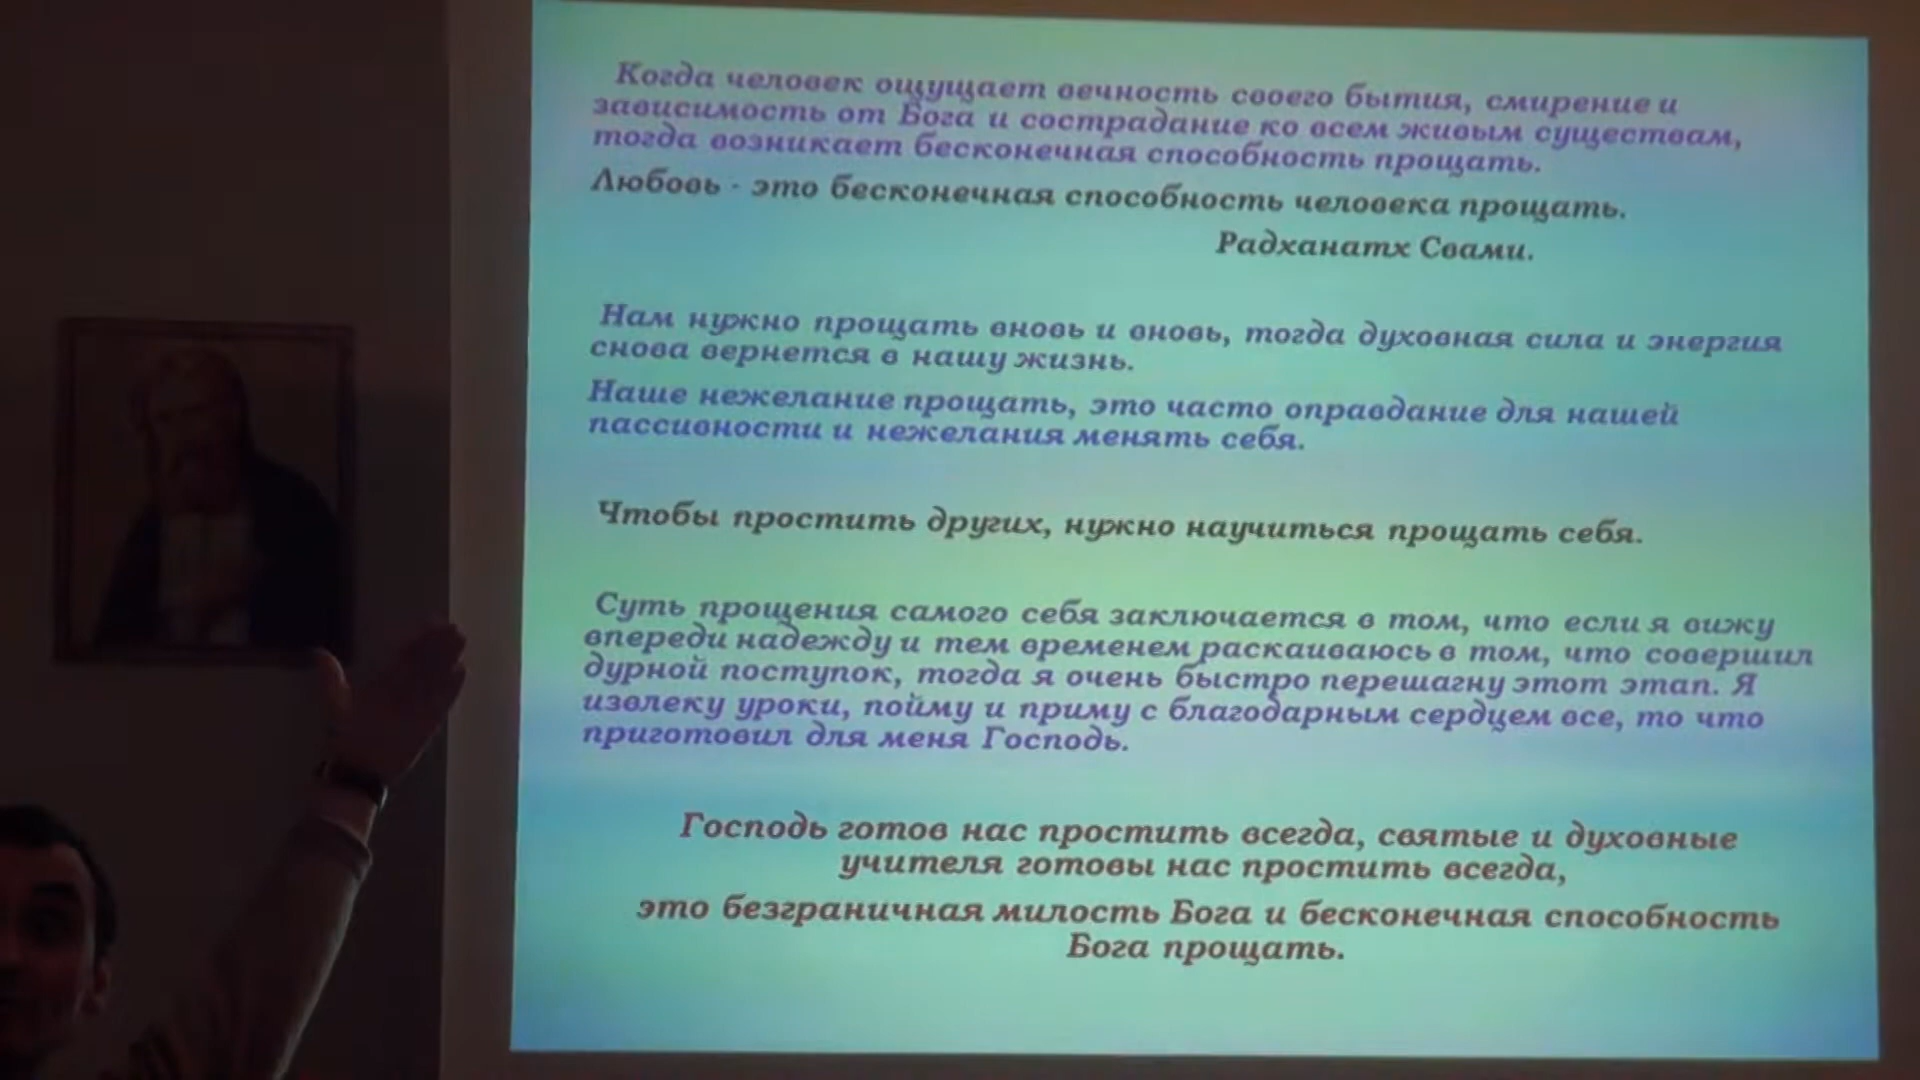 Когда человек ощущает вечность своего бытия, смирение и
зависимость от Бога и сострадание ко всем живым существам,
тогда возникает бесконечная способность прощать.
Любовь - это бесконечная способность человека прощать.
Радханатх Свами.
Нам нужно прощать вновь и вновь, тогда духовная сила и энергия
снова вернется в нашу жизнь.
Наше нежелание прощать, это часто оправдание для нашей
пассивности и нежелания менять себя.
Чтобы простить других, нужно научиться прощать себя.
Суть прощения самого себя заключается в том, что если я вижу
впереди надежду и тем временем раскаиваюсь в том, что совершил
дурной поступок, тогда я очень быстро перешагну этот этап. Я
извлеку уроки, пойму и приму с благодарным сердцем все, то что
приготовил для меня Господь.
Господь готов нас простить всегда, святые и духовные
учителя готовы нас простить всегда,
это безграничная милость Бога и бесконечная способность
Бога прощать.